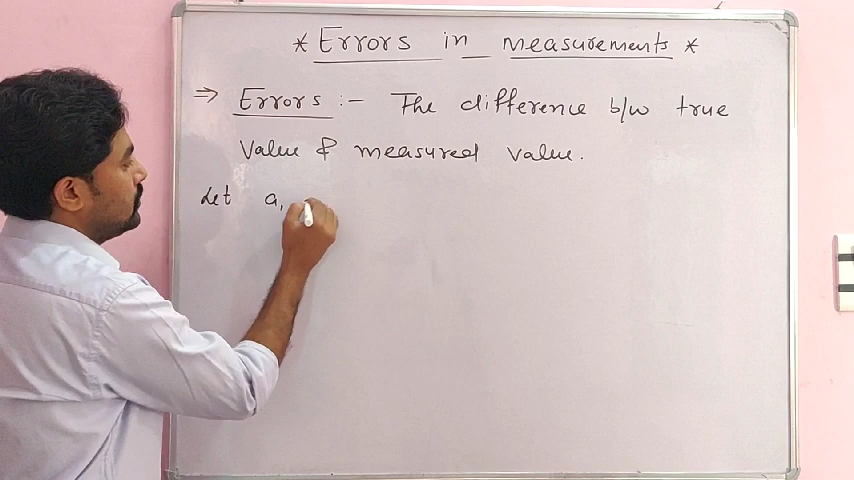 * Errors in measurements *
⇒ Errors :- The difference b/w true
Value & measured value.
Let a,